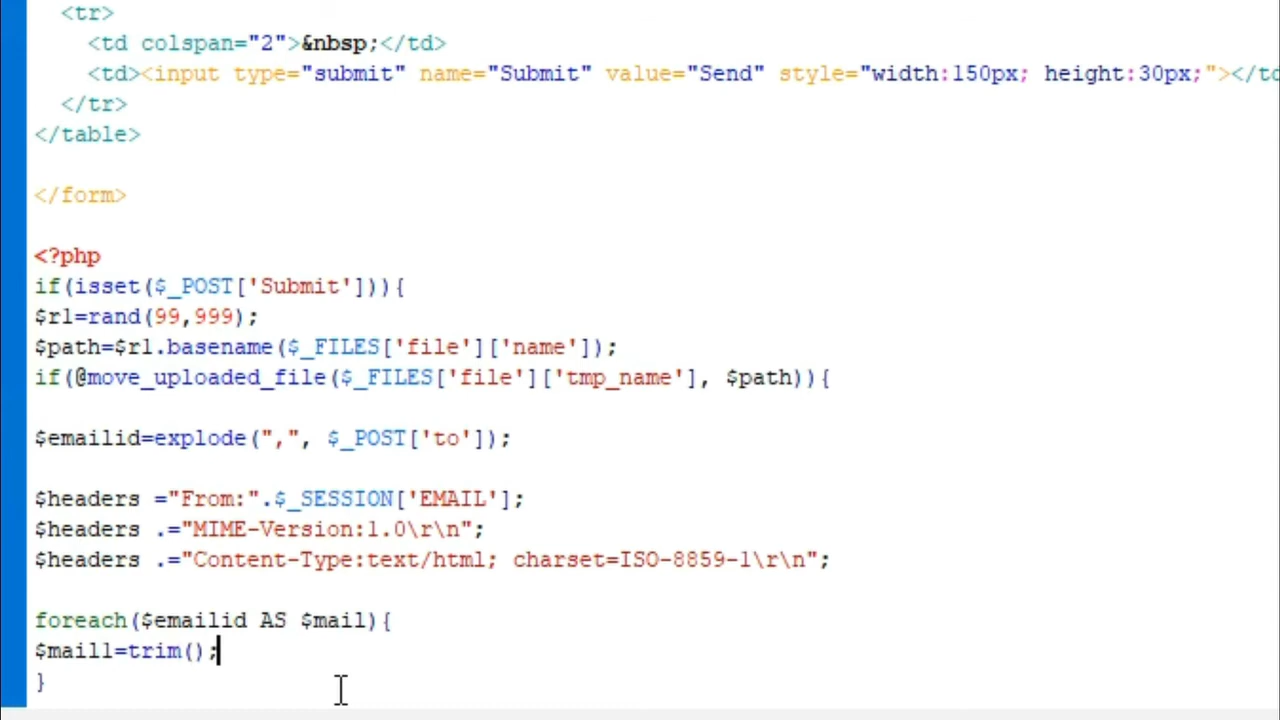 <tr>
<td colspan="2">&nbsp;</td>
<td><input type="submit" name="Submit" value="Send" style="width:150px; height:30px;"></td
</tr>
</table>
</form>
<?php
if(isset($_POST['Submit'])){
$rl=rand(99,999);
$path=$rl.basename($_FILES['file']['name']);
if(@move_uploaded_file($_FILES['file']['tmp_name'], $path)){
$emailid=explode(",", $_POST['to']);
$headers ="From:".$_SESSION['EMAIL'];
$headers .="MIME-Version:1.0\r\n";
$headers .="Content-Type:text/html; charset=ISO-8859-1\r\n";
foreach($emailid AS $mail){
$mail1=trim();
}